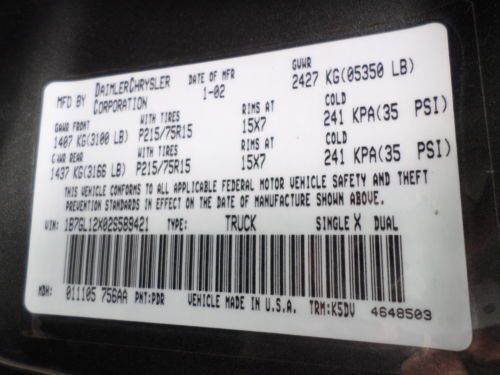 MFD BY DAIMLERCHRYSLER CORPORATION DATE OF MFR 1-02 GVWR 2427 KG(05350 LB)
GAWR FRONT WITH TIRES RIMS AT COLD
1407 KG(3100 LB) P215/75R15 15X7 241 KPA(35 PSI)
GAWR REAR WITH TIRES RIMS AT COLD
1437 KG(3166 LB) P215/75R15 15X7 241 KPA(35 PSI)
THIS VEHICLE CONFORMS TO ALL APPLICABLE FEDERAL MOTOR VEHICLE SAFETY AND THEFT
PREVENTION STANDARDS IN EFFECT ON THE DATE OF MANUFACTURE SHOWN ABOVE.
VIN: 1B7GL12X02S589421 TYPE: TRUCK SINGLE X DUAL
MDH: 011105 756AA PNT:PDR VEHICLE MADE IN U.S.A. TRM:K5DV
4648503